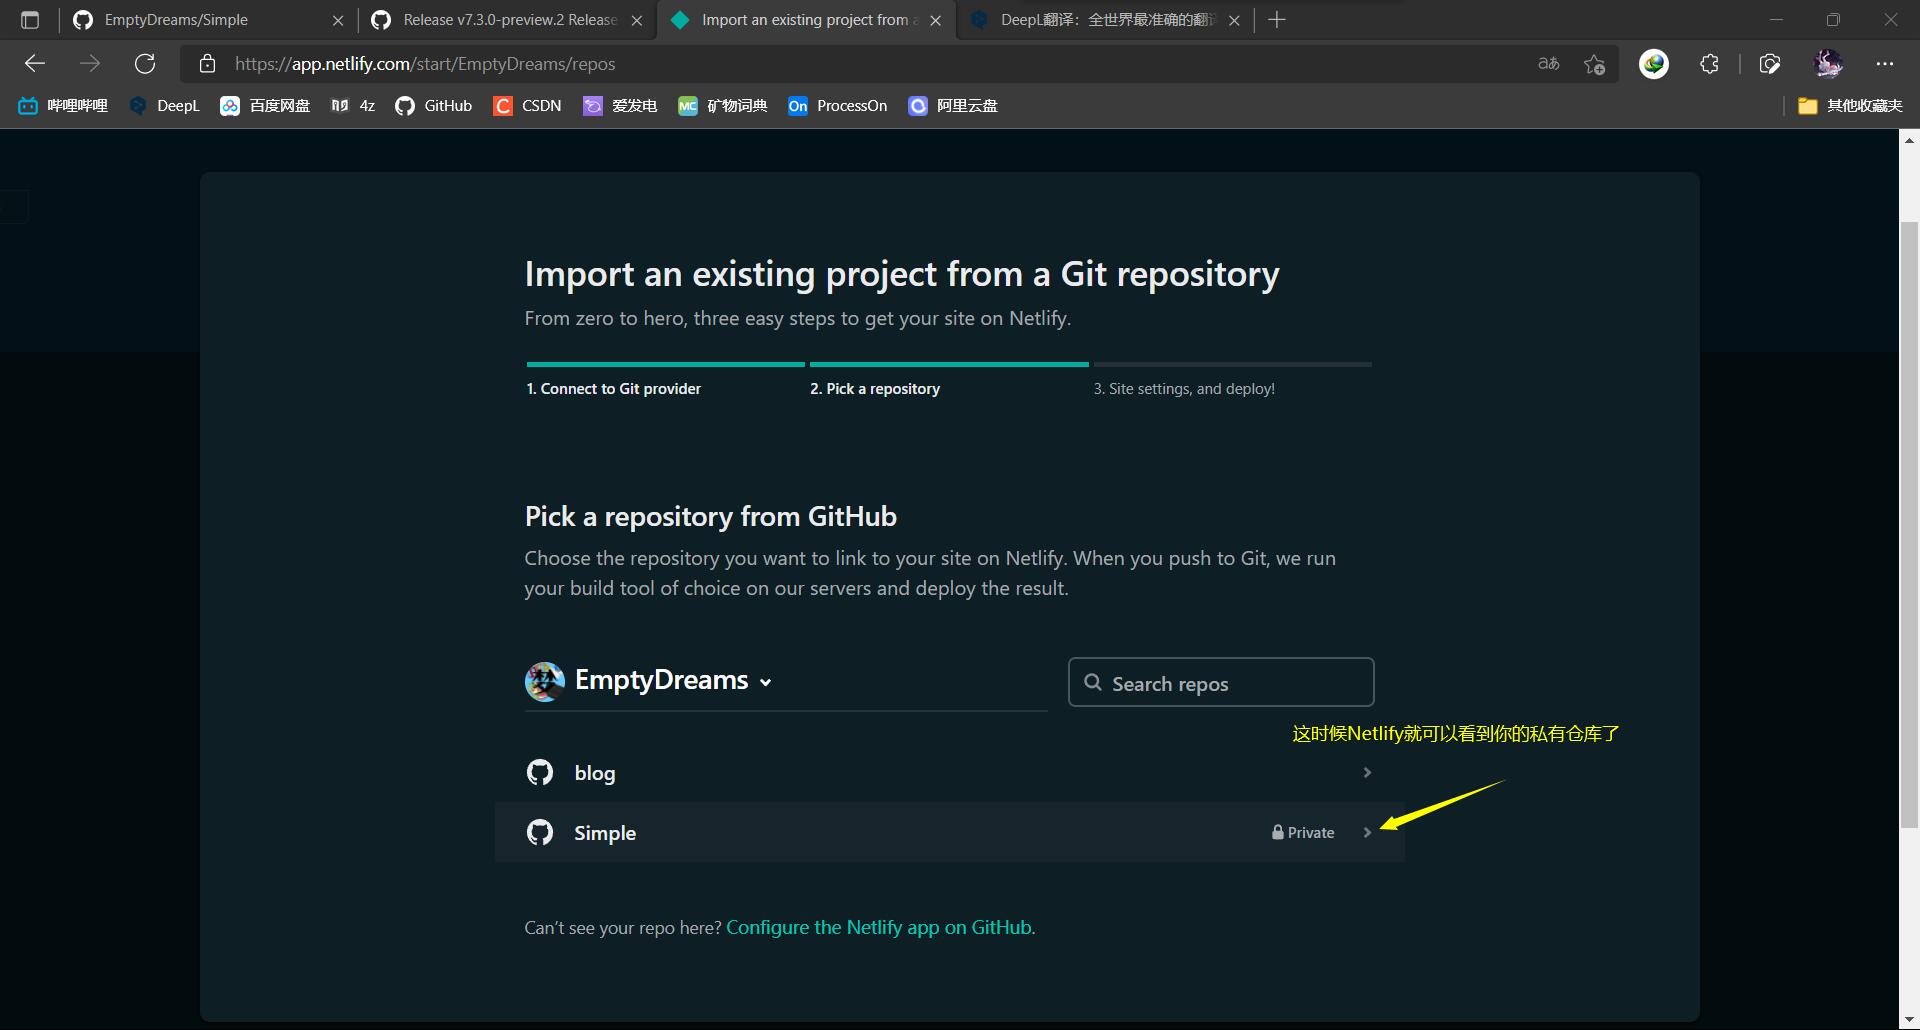 EmptyDreams/Simple
Release v7.3.0-preview.2 Release
Import an existing project from a
DeepL翻译：全世界最准确的翻译
https://app.netlify.com/start/EmptyDreams/repos
哔哩哔哩
DeepL
百度网盘
4z
GitHub
CSDN
爱发电
MC
矿物词典
On
ProcessOn
阿里云盘
其他收藏夹
Import an existing project from a Git repository
From zero to hero, three easy steps to get your site on Netlify.
1. Connect to Git provider
2. Pick a repository
3. Site settings, and deploy!
Pick a repository from GitHub
Choose the repository you want to link to your site on Netlify. When you push to Git, we run
your build tool of choice on our servers and deploy the result.
梦
EmptyDreams
Search repos
这时候Netlify就可以看到你的私有仓库了
blog
Simple
Private
Can't see your repo here? Configure the Netlify app on GitHub.